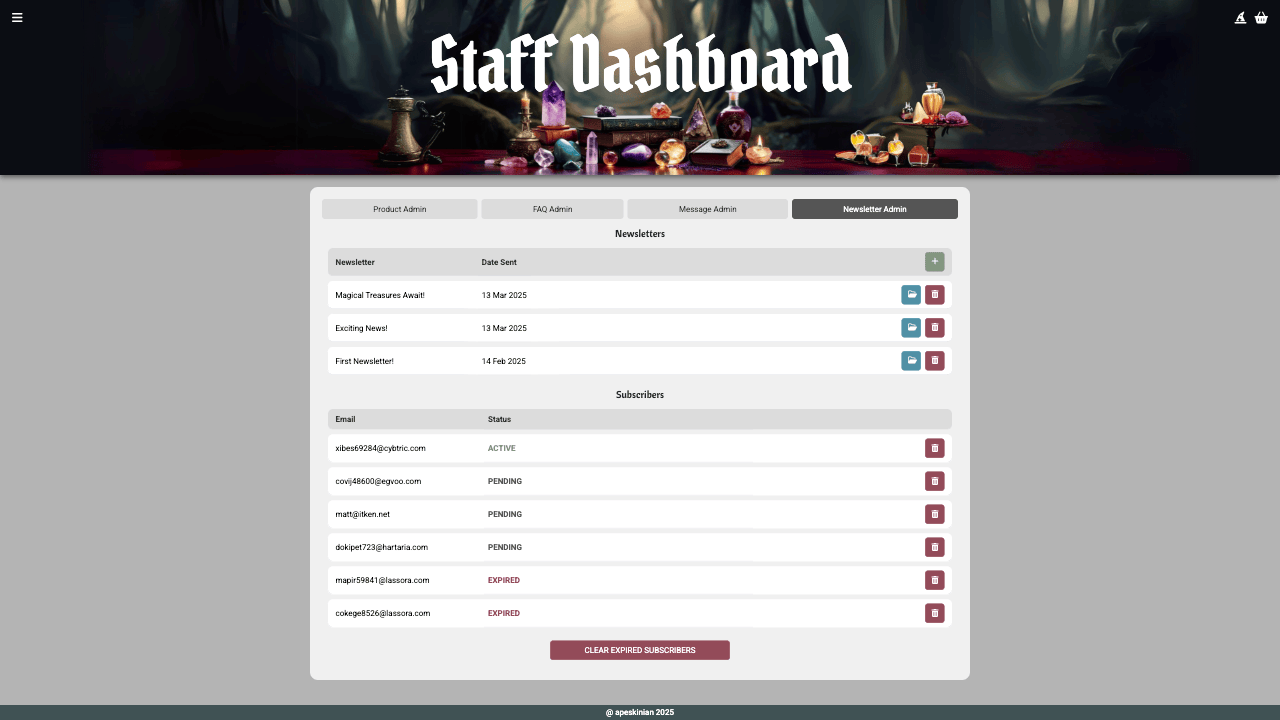 Staff Dashboard
Product Admin FAQ Admin Message Admin Newsletter Admin
Newsletters
Newsletter Date Sent +
Magical Treasures Await! 13 Mar 2025
Exciting News! 13 Mar 2025
First Newsletter! 14 Feb 2025
Subscribers
Email Status
xibes69284@cybtric.com ACTIVE
covij48600@egvoo.com PENDING
matt@itken.net PENDING
dokipet723@hartaria.com PENDING
mapir59841@lassora.com EXPIRED
cokege8526@lassora.com EXPIRED
CLEAR EXPIRED SUBSCRIBERS
@ apeskinian 2025